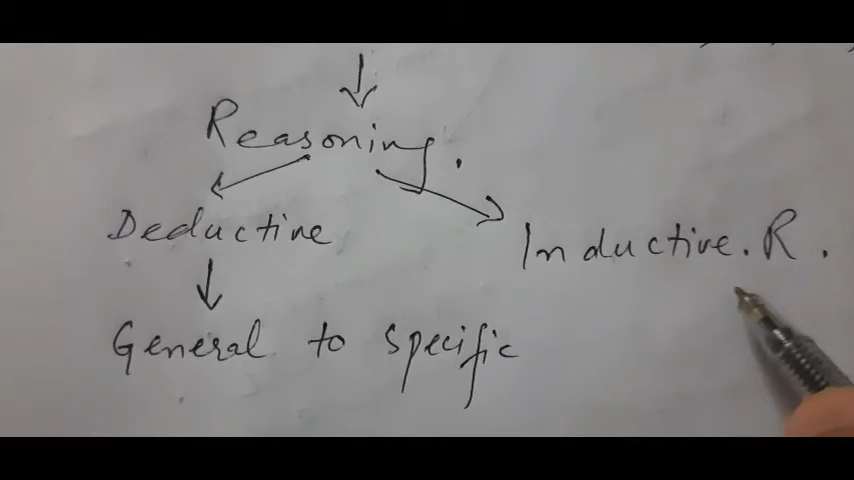 Reasoning.
Deductive
Inductive. R.
General to specific